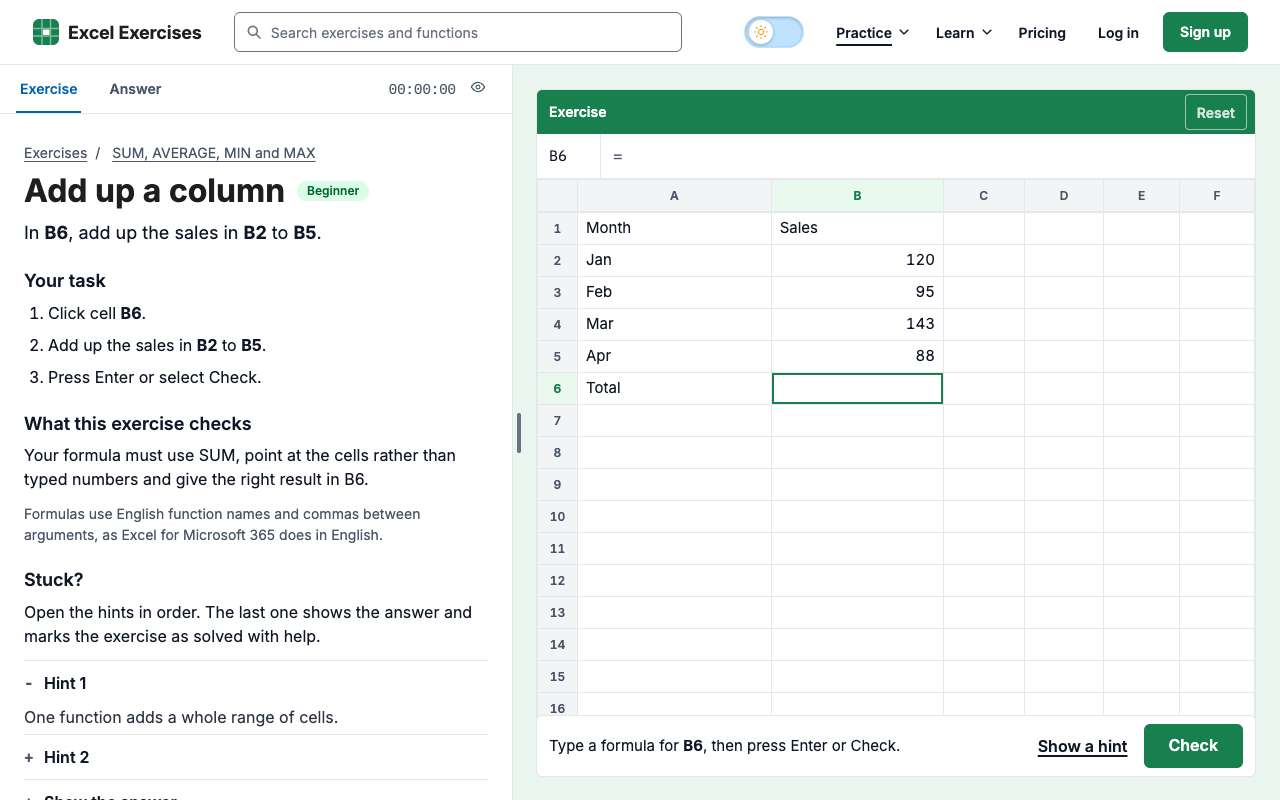 Excel Exercises
Search exercises and functions
Practice
Learn
Pricing
Log in
Sign up
Exercise
Answer
00:00:00
Exercises / SUM, AVERAGE, MIN and MAX
Add up a column Beginner
In B6, add up the sales in B2 to B5.
Your task
1. Click cell B6.
2. Add up the sales in B2 to B5.
3. Press Enter or select Check.
What this exercise checks
Your formula must use SUM, point at the cells rather than
typed numbers and give the right result in B6.
Formulas use English function names and commas between
arguments, as Excel for Microsoft 365 does in English.
Stuck?
Open the hints in order. The last one shows the answer and
marks the exercise as solved with help.
- Hint 1
One function adds a whole range of cells.
+ Hint 2
+ Show the answer
Exercise
Reset
B6 =
A B C D E F
1 Month Sales
2 Jan 120
3 Feb 95
4 Mar 143
5 Apr 88
6 Total
7
8
9
10
11
12
13
14
15
16
Type a formula for B6, then press Enter or Check.
Show a hint
Check